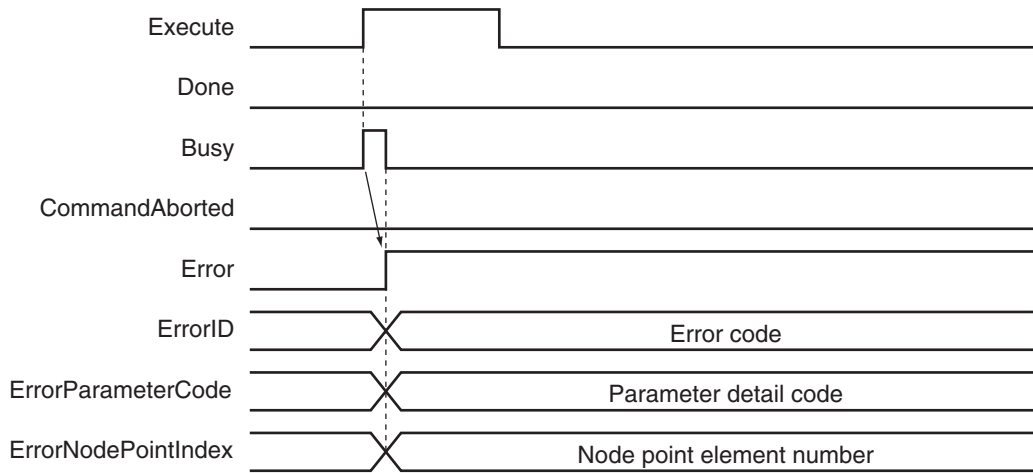 Execute
Done
Busy
CommandAborted
Error
ErrorID
Error code
ErrorParameterCode
Parameter detail code
ErrorNodePointIndex
Node point element number